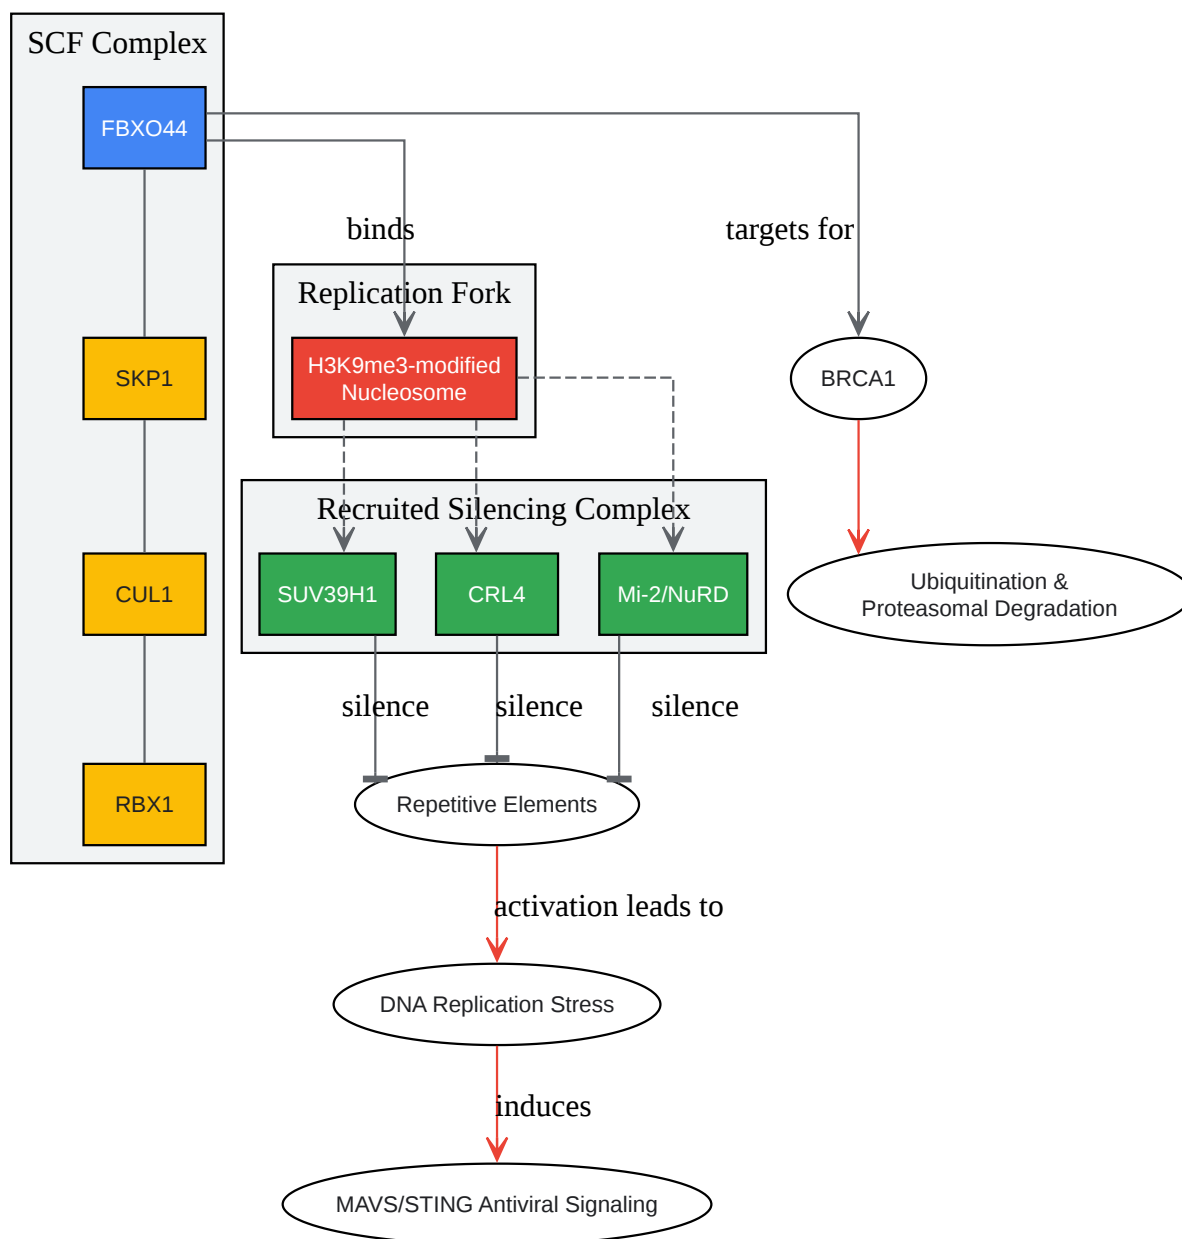 SCF Complex
FBXO44
binds
targets for
Replication Fork
H3K9me3-modified
Nucleosome
SKP1
BRCA1
Recruited Silencing Complex
SUV39H1
CRL4
Mi-2/NuRD
CUL1
Ubiquitination &
Proteasomal Degradation
silence
silence
silence
RBX1
Repetitive Elements
activation leads to
DNA Replication Stress
induces
MAVS/STING Antiviral Signaling